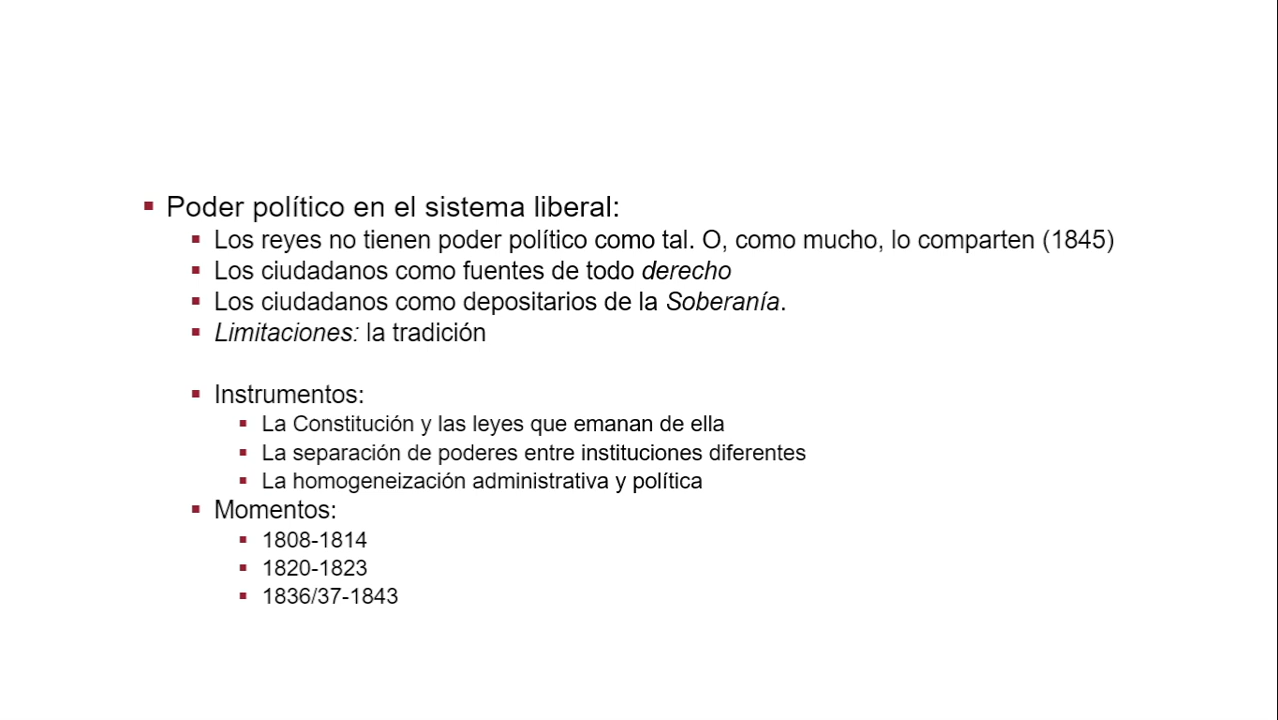 Poder político en el sistema liberal:
Los reyes no tienen poder político como tal. O, como mucho, lo comparten (1845)
Los ciudadanos como fuentes de todo derecho
Los ciudadanos como depositarios de la Soberanía.
Limitaciones: la tradición
Instrumentos:
La Constitución y las leyes que emanan de ella
La separación de poderes entre instituciones diferentes
La homogeneización administrativa y política
Momentos:
1808-1814
1820-1823
1836/37-1843